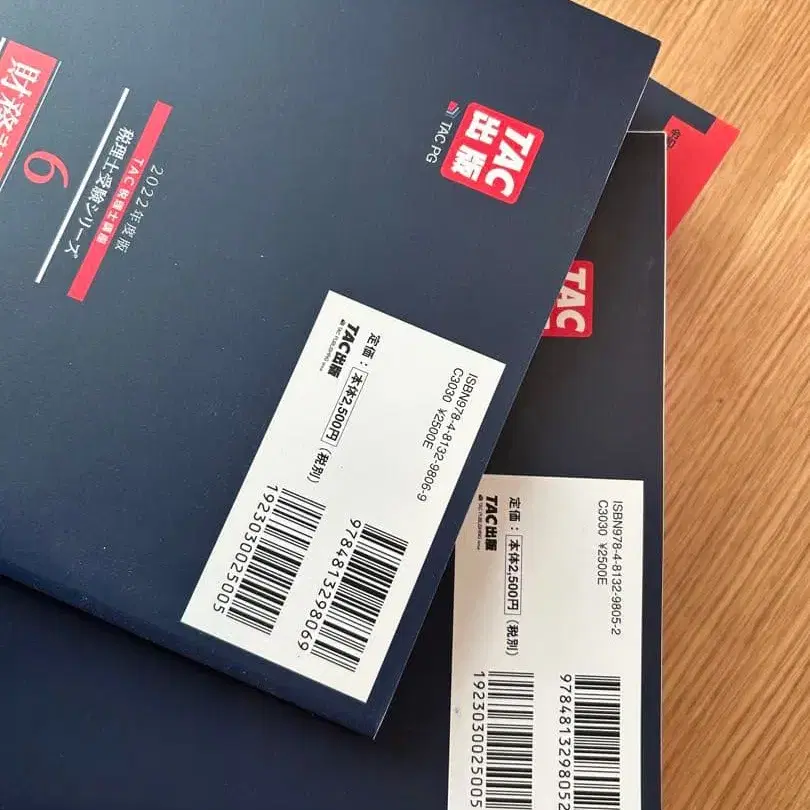 財務
6
2022年度版
TAC税理士講座
税理士受験シリーズ
TAC
出版
TAC PG
ISBN978-4-8132-9806-9
C3030 ¥2500E
定価：本体2,500円（税別）
TAC出版
9784813298069
1923030025005
TAC
ISBN978-4-8132-9805-2
C3030 ¥2500E
定価：本体2,500円（税別）
TAC出版
9784813298052
1923030025005